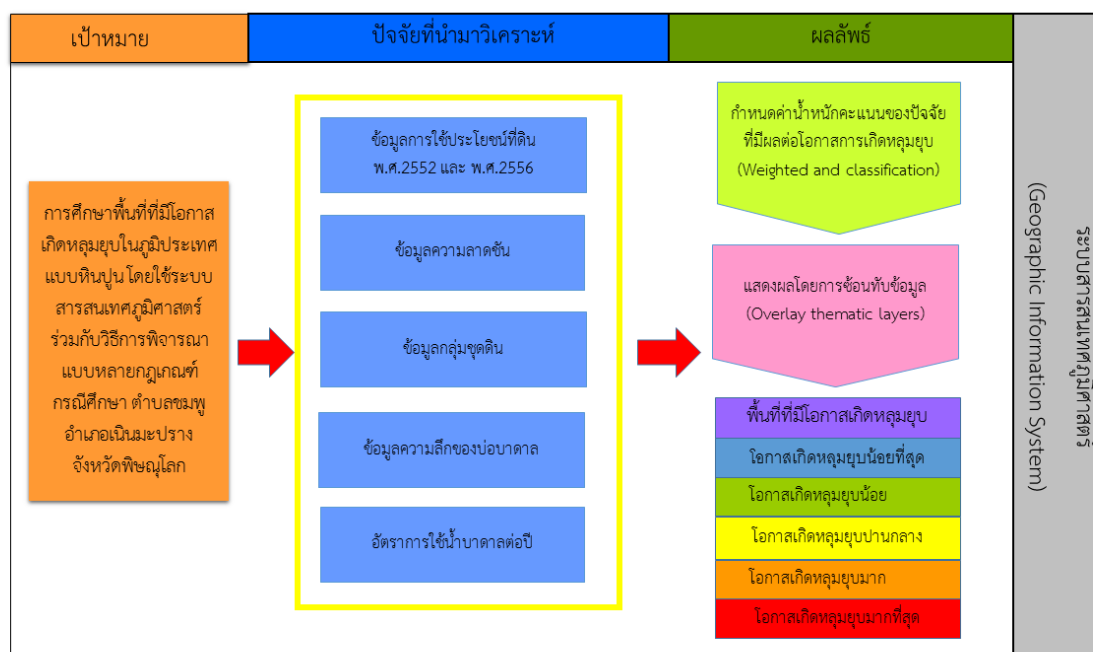 เป้าหมาย
ปัจจัยที่นำมาวิเคราะห์
ผลลัพธ์
การศึกษาพื้นที่ที่มีโอกาส
เกิดหลุมยุบในภูมิประเทศ
แบบหินปูน โดยใช้ระบบ
สารสนเทศภูมิศาสตร์
ร่วมกับวิธีการพิจารณา
แบบหลายกฎเกณฑ์
กรณีศึกษา ตำบลชมพู
อำเภอเนินมะปราง
จังหวัดพิษณุโลก
ข้อมูลการใช้ประโยชน์ที่ดิน
พ.ศ.2552 และ พ.ศ.2556
ข้อมูลความลาดชัน
ข้อมูลกลุ่มชุดดิน
ข้อมูลความลึกของบ่อบาดาล
อัตราการใช้น้ำบาดาลต่อปี
กำหนดค่าน้ำหนักคะแนนของปัจจัย
ที่มีผลต่อโอกาสการเกิดหลุมยุบ
(Weighted and classification)
แสดงผลโดยการซ้อนทับข้อมูล
(Overlay thematic layers)
พื้นที่ที่มีโอกาสเกิดหลุมยุบ
โอกาสเกิดหลุมยุบน้อยที่สุด
โอกาสเกิดหลุมยุบน้อย
โอกาสเกิดหลุมยุบปานกลาง
โอกาสเกิดหลุมยุบมาก
โอกาสเกิดหลุมยุบมากที่สุด
ระบบสารสนเทศภูมิศาสตร์
(Geographic Information System)